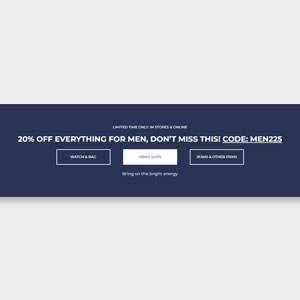 LIMITED TIME ONLY! IN STORES & ONLINE
20% OFF EVERYTHING FOR MEN, DON'T MISS THIS! CODE: MEN225
WATCH & BAG
MEN'S SUITS
JEANS & OTHER ITEMS
Bring on the bright energy